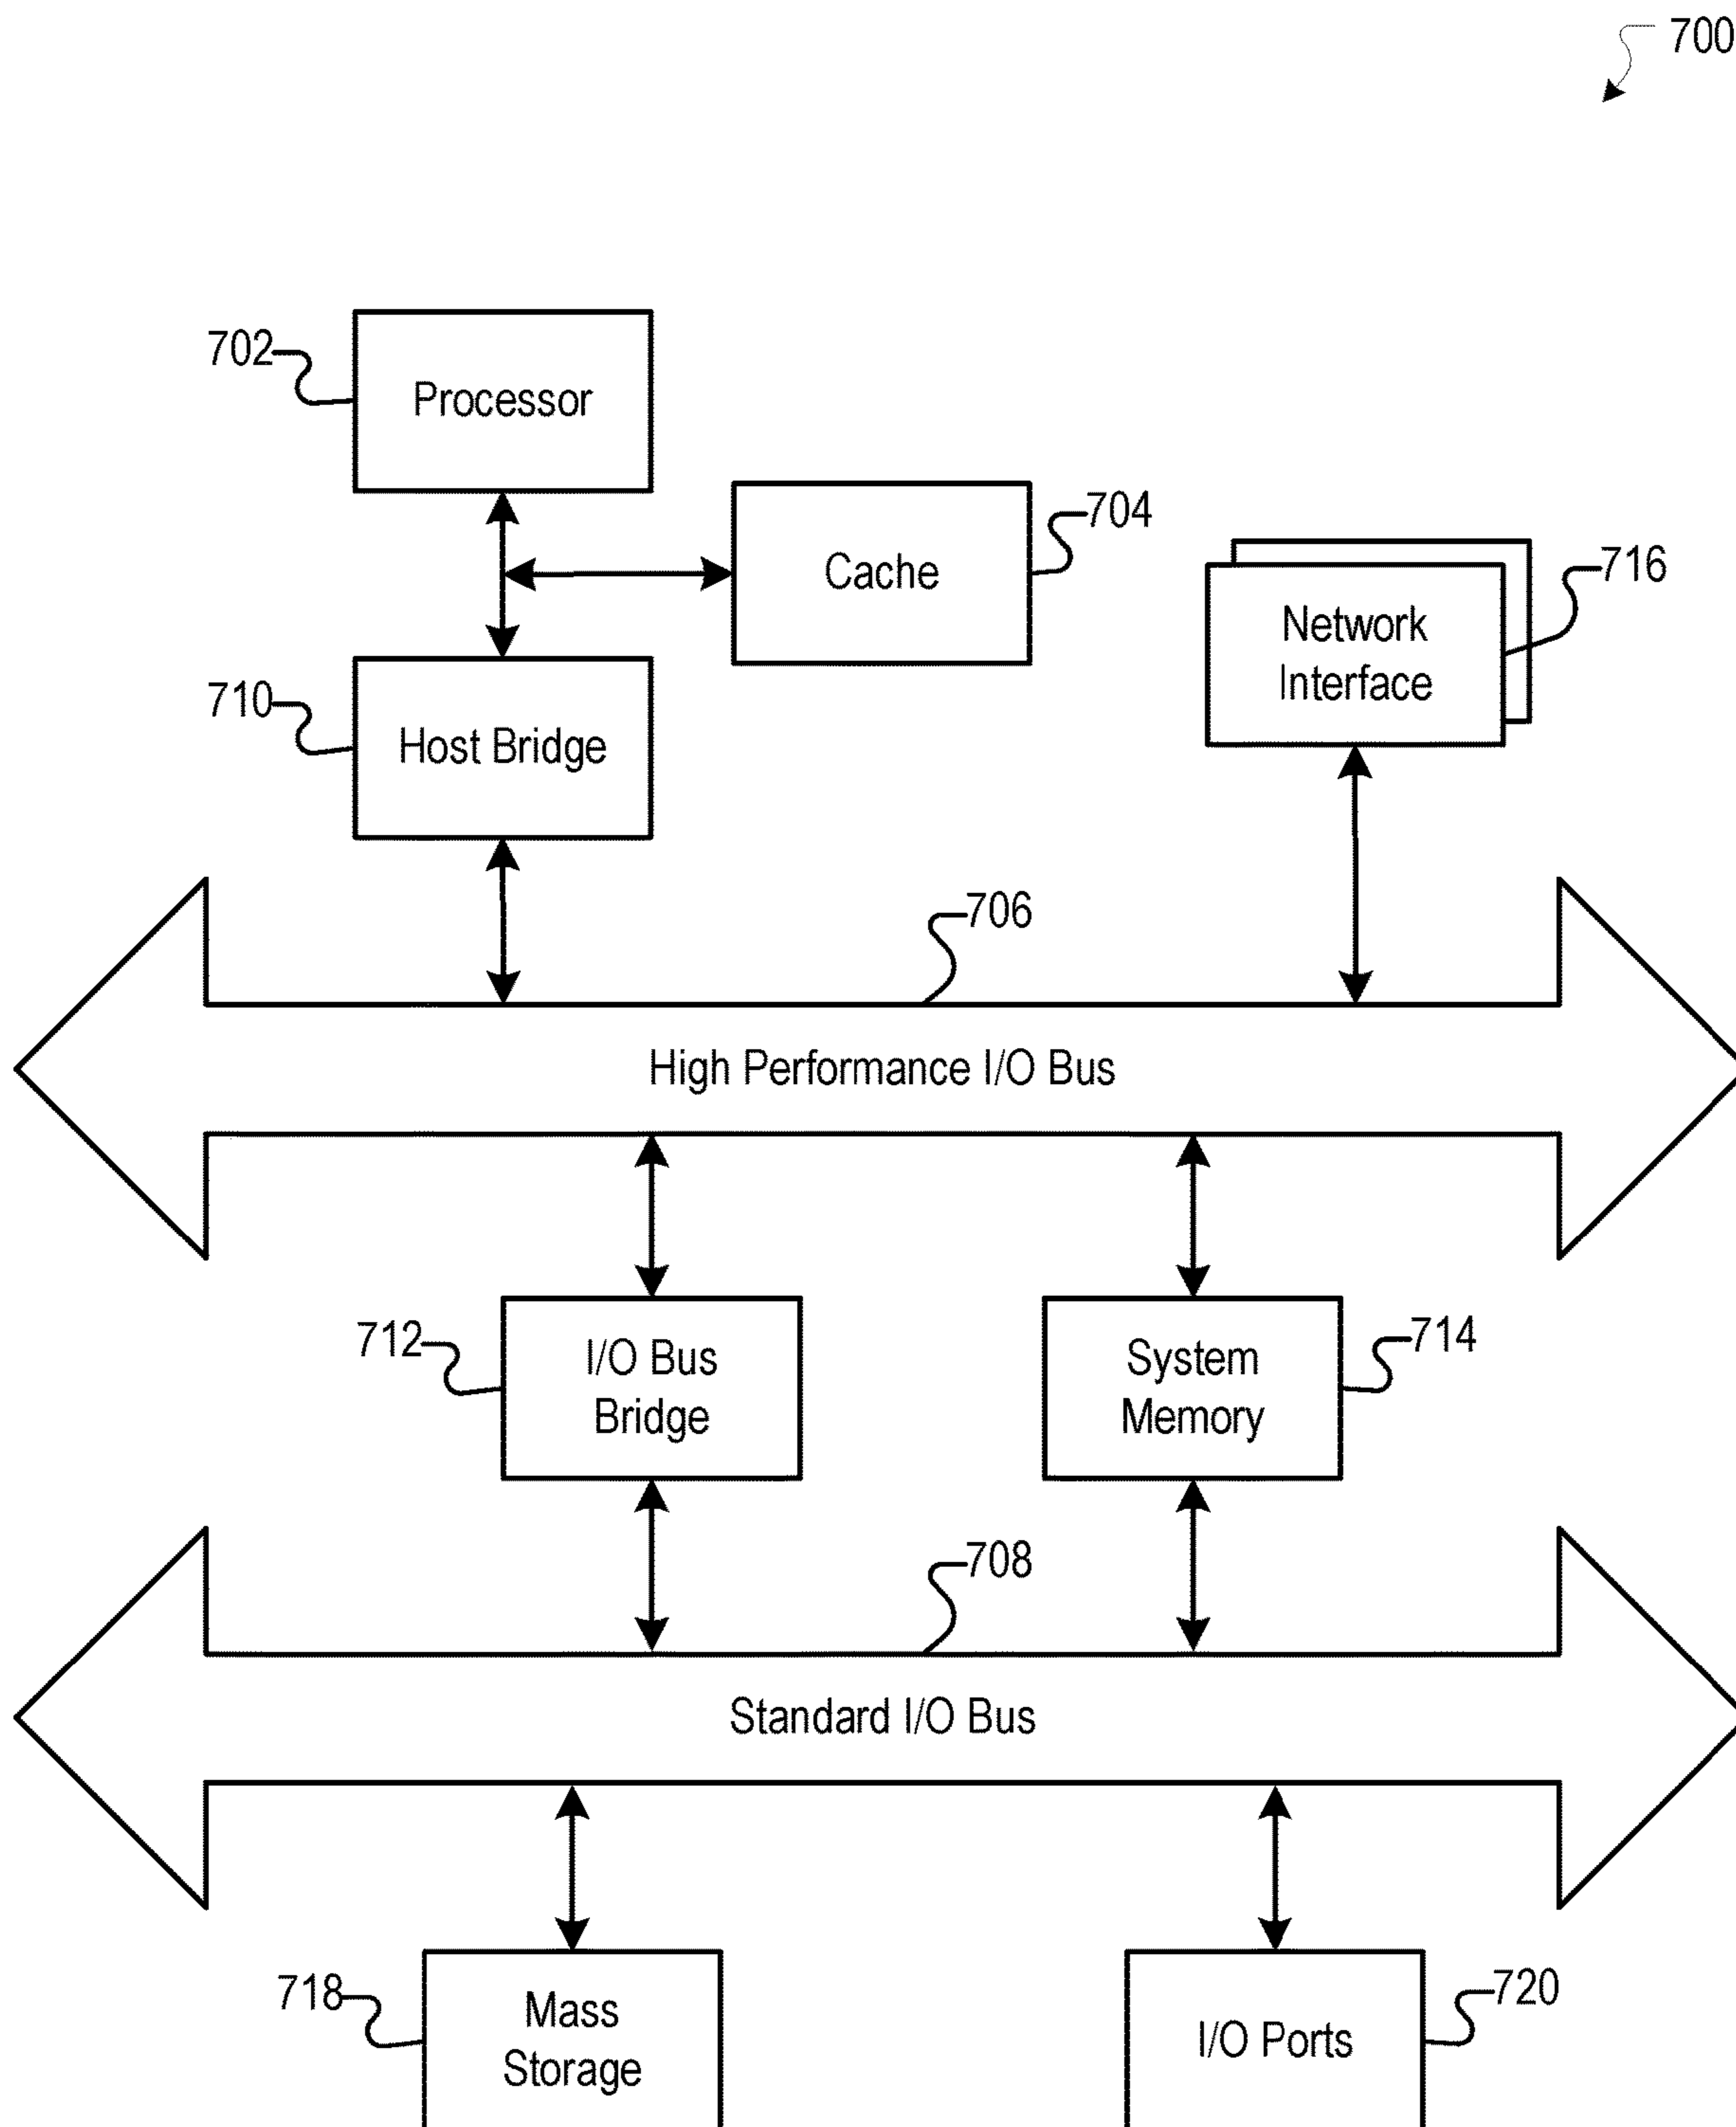 700
702
Processor
704
Cache
716
Network
Interface
710
Host Bridge
706
High Performance I/O Bus
712
I/O Bus
Bridge
System
Memory
714
708
Standard I/O Bus
718
Mass
Storage
I/O Ports
720